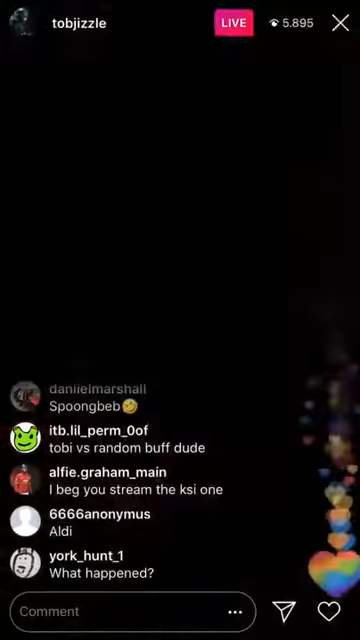 tobjizzle
LIVE
5.895
daniielmarshall
Spoongbeb🤣
itb.lil_perm_0of
tobi vs random buff dude
alfie.graham_main
I beg you stream the ksi one
6666anonymus
Aldi
york_hunt_1
What happened?
Comment